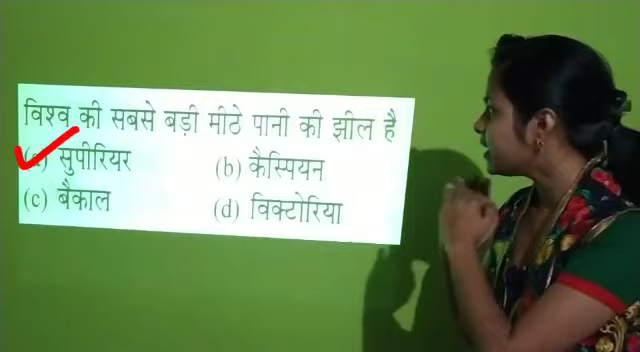 विश्व की सबसे बड़ी मीठे पानी की झील है
(a) सुपीरियर (b) कैस्पियन
(c) बैकाल (d) विक्टोरिया